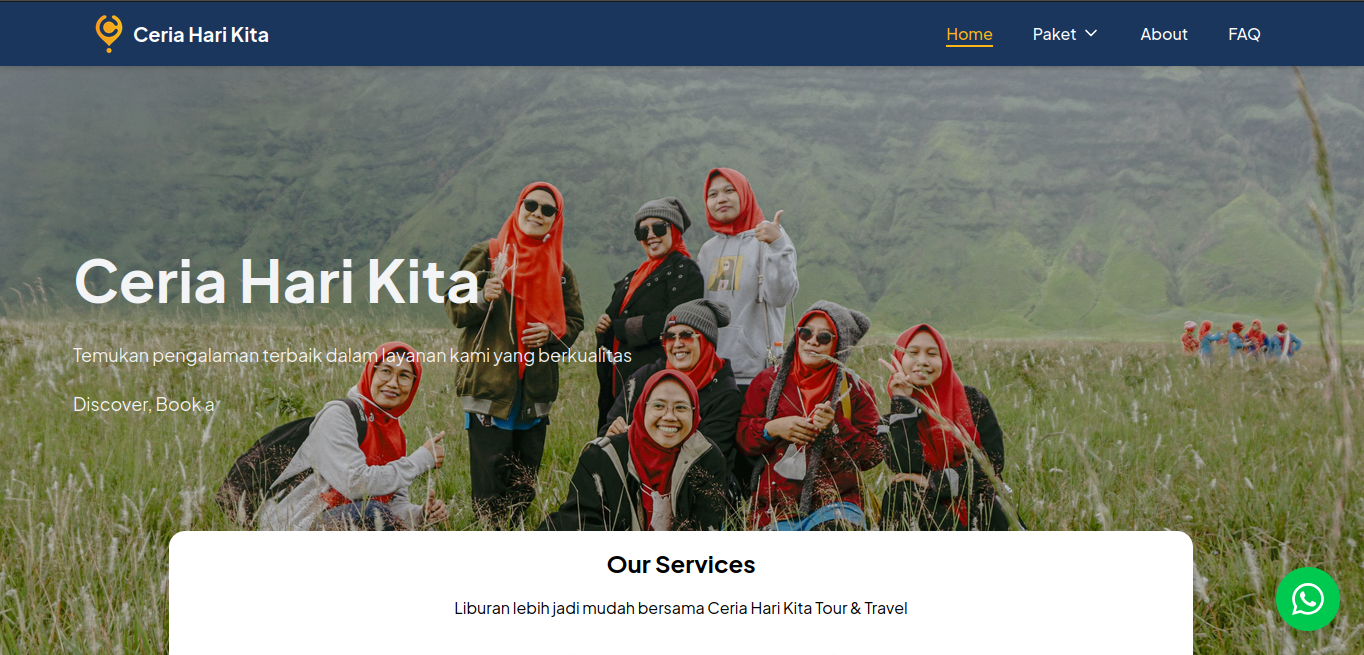 Ceria Hari Kita
Home
Paket
About
FAQ
Ceria Hari Kita
Temukan pengalaman terbaik dalam layanan kami yang berkualitas
Discover, Book a
Our Services
Liburan lebih jadi mudah bersama Ceria Hari Kita Tour & Travel